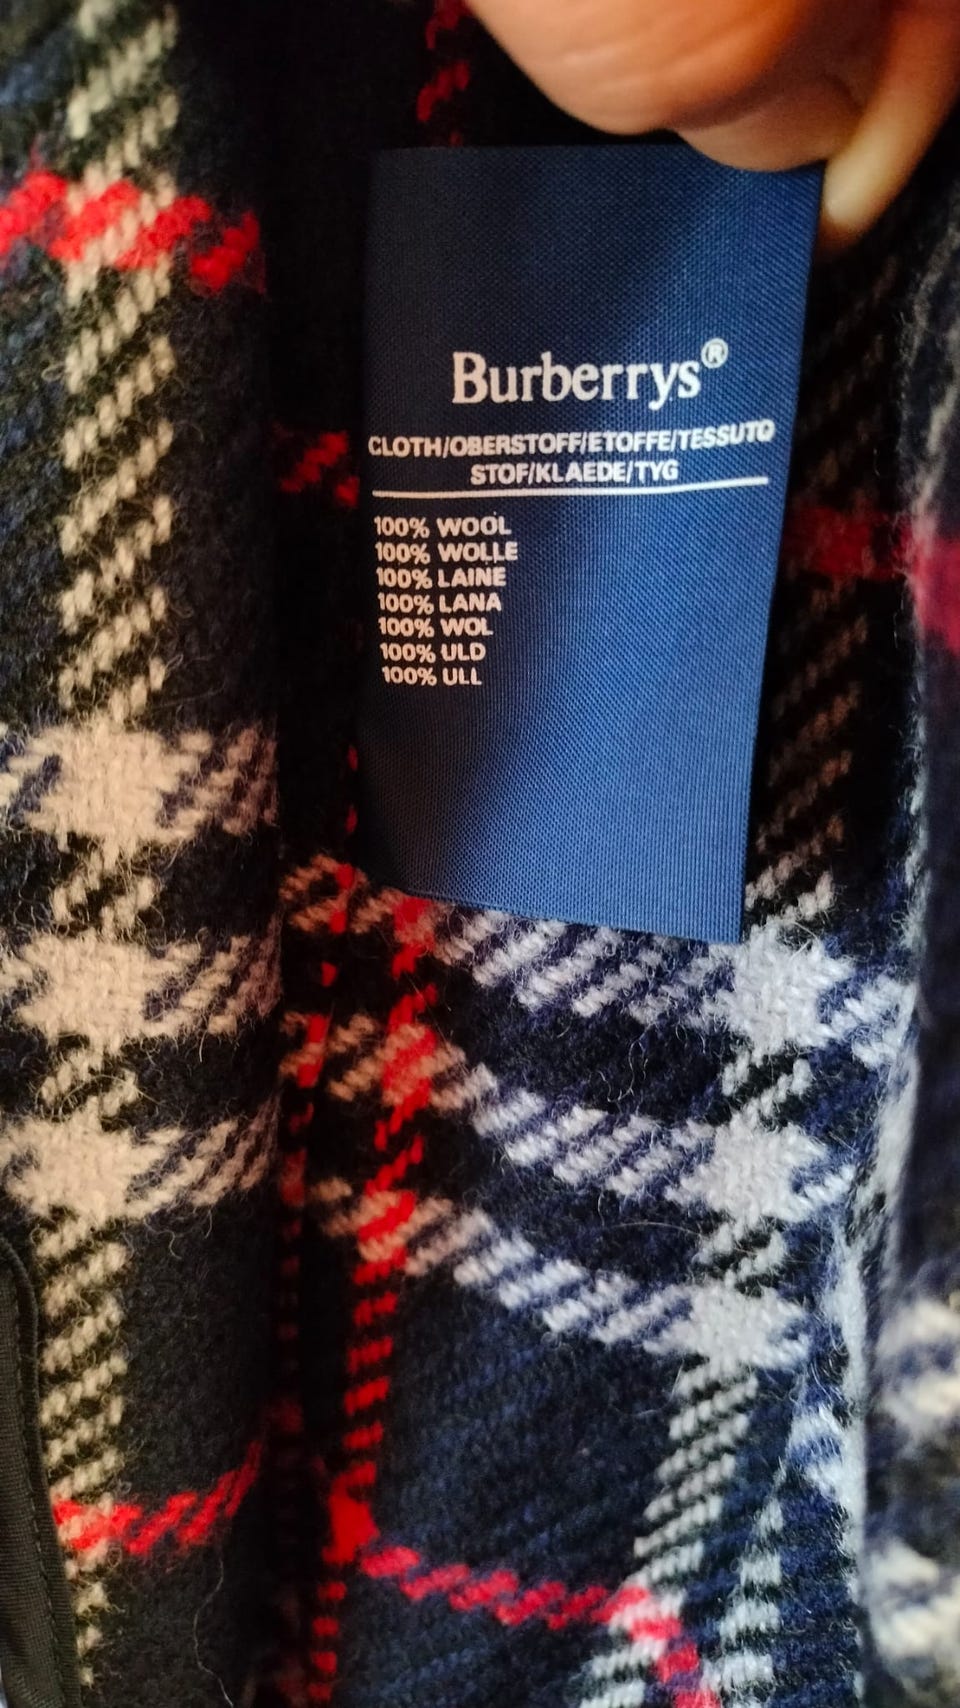 Burberrys®
CLOTH/OBERSTOFF/ETOFFE/TESSUTO
STOF/KLAEDE/TYG
100% WOOL
100% WOLLE
100% LAINE
100% LANA
100% WOL
100% ULD
100% ULL